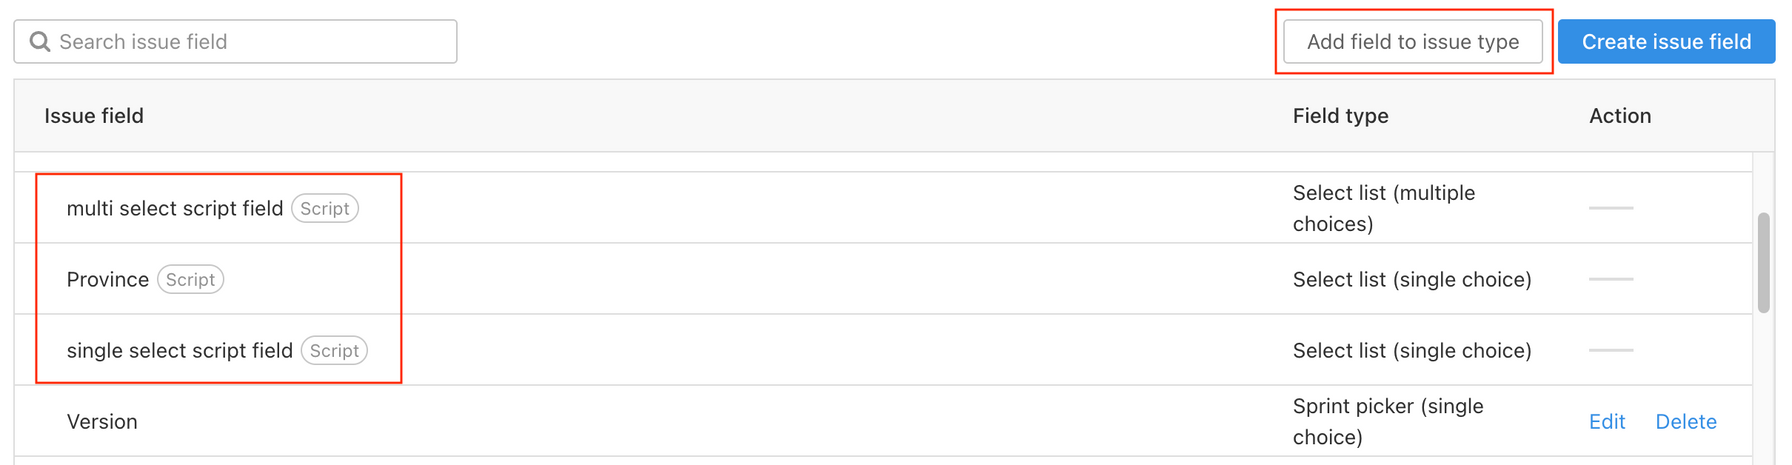 Search issue field
Add field to issue type
Create issue field
Issue field
Field type
Action
multi select script field Script
Select list (multiple
choices)
Province Script
Select list (single choice)
single select script field Script
Select list (single choice)
Version
Sprint picker (single
choice)
Edit Delete